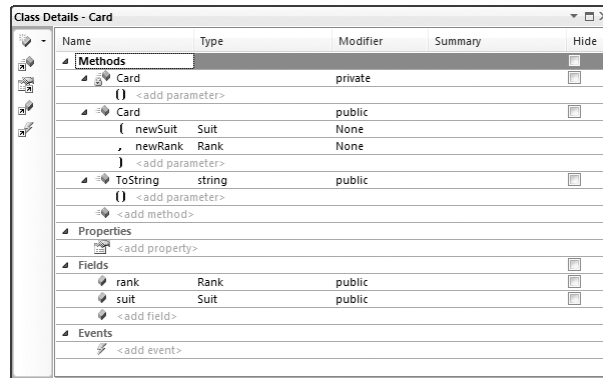 Class Details - Card
Name Type Modifier Summary Hide
Methods
Card private
() <add parameter>
Card public
( newSuit Suit None
, newRank Rank None
) <add parameter>
ToString string public
() <add parameter>
<add method>
Properties
<add property>
Fields
rank Rank public
suit Suit public
<add field>
Events
<add event>